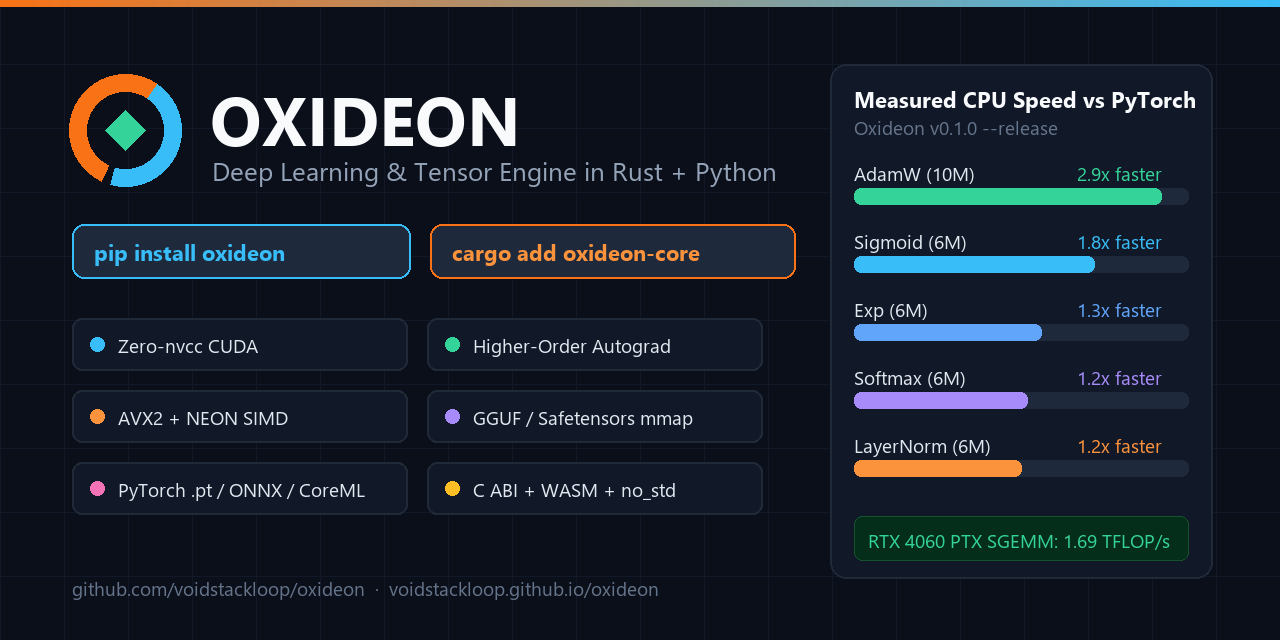 OXIDEON
Deep Learning & Tensor Engine in Rust + Python
pip install oxideon
cargo add oxideon-core
Zero-nvcc CUDA
Higher-Order Autograd
AVX2 + NEON SIMD
GGUF / Safetensors mmap
PyTorch .pt / ONNX / CoreML
C ABI + WASM + no_std
github.com/voidstackloop/oxideon · voidstackloop.github.io/oxideon
Measured CPU Speed vs PyTorch
Oxideon v0.1.0 --release
AdamW (10M) 2.9x faster
Sigmoid (6M) 1.8x faster
Exp (6M) 1.3x faster
Softmax (6M) 1.2x faster
LayerNorm (6M) 1.2x faster
RTX 4060 PTX SGEMM: 1.69 TFLOP/s